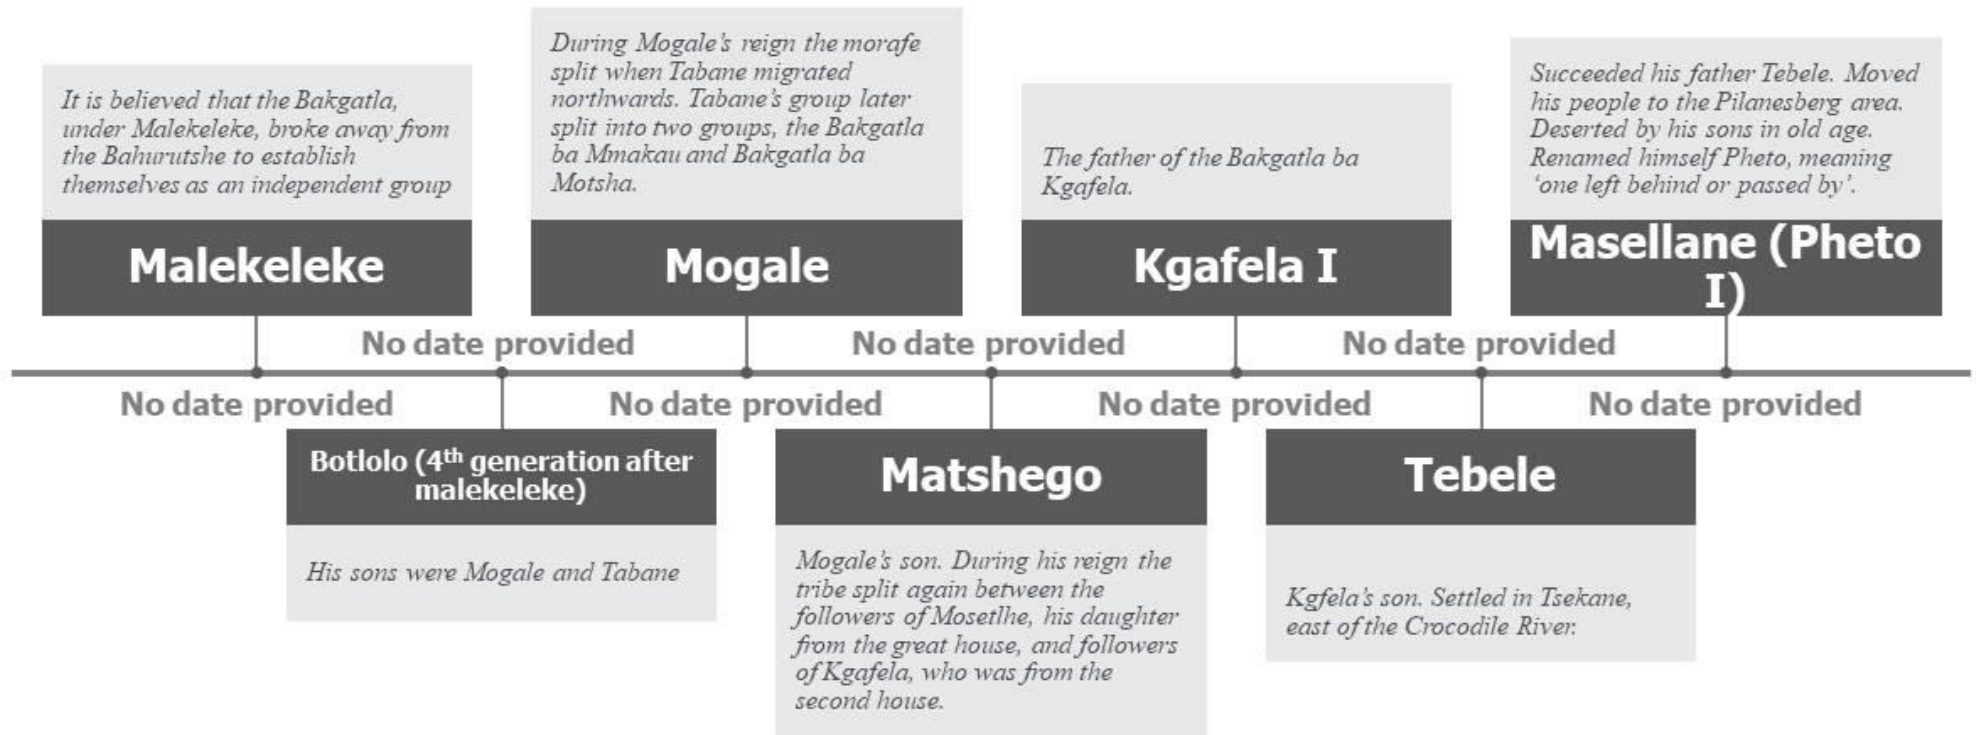 It is believed that the Bakgatla,
under Malekeleke, broke away from
the Bahurutshe to establish
themselves as an independent group
Malekeleke
No date provided
No date provided
Botlolo (4th generation after
malekeleke)
His sons were Mogale and Tabane
During Mogale's reign the morafe
split when Tabane migrated
northwards. Tabane's group later
split into two groups, the Bakgatla
ba Mmakau and Bakgatla ba
Motsha.
Mogale
No date provided
No date provided
Matshego
Mogale's son. During his reign the
tribe split again between the
followers of Mosetlhe, his daughter
from the great house, and followers
of Kgafela, who was from the
second house.
The father of the Bakgatla ba
Kgafela.
Kgafela I
No date provided
No date provided
Tebele
Kgfela's son. Settled in Tsekane,
east of the Crocodile River.
Succeeded his father Tebele. Moved
his people to the Pilanesberg area.
Deserted by his sons in old age.
Renamed himself Pheto, meaning
'one left behind or passed by'.
Masellane (Pheto
I)
No date provided